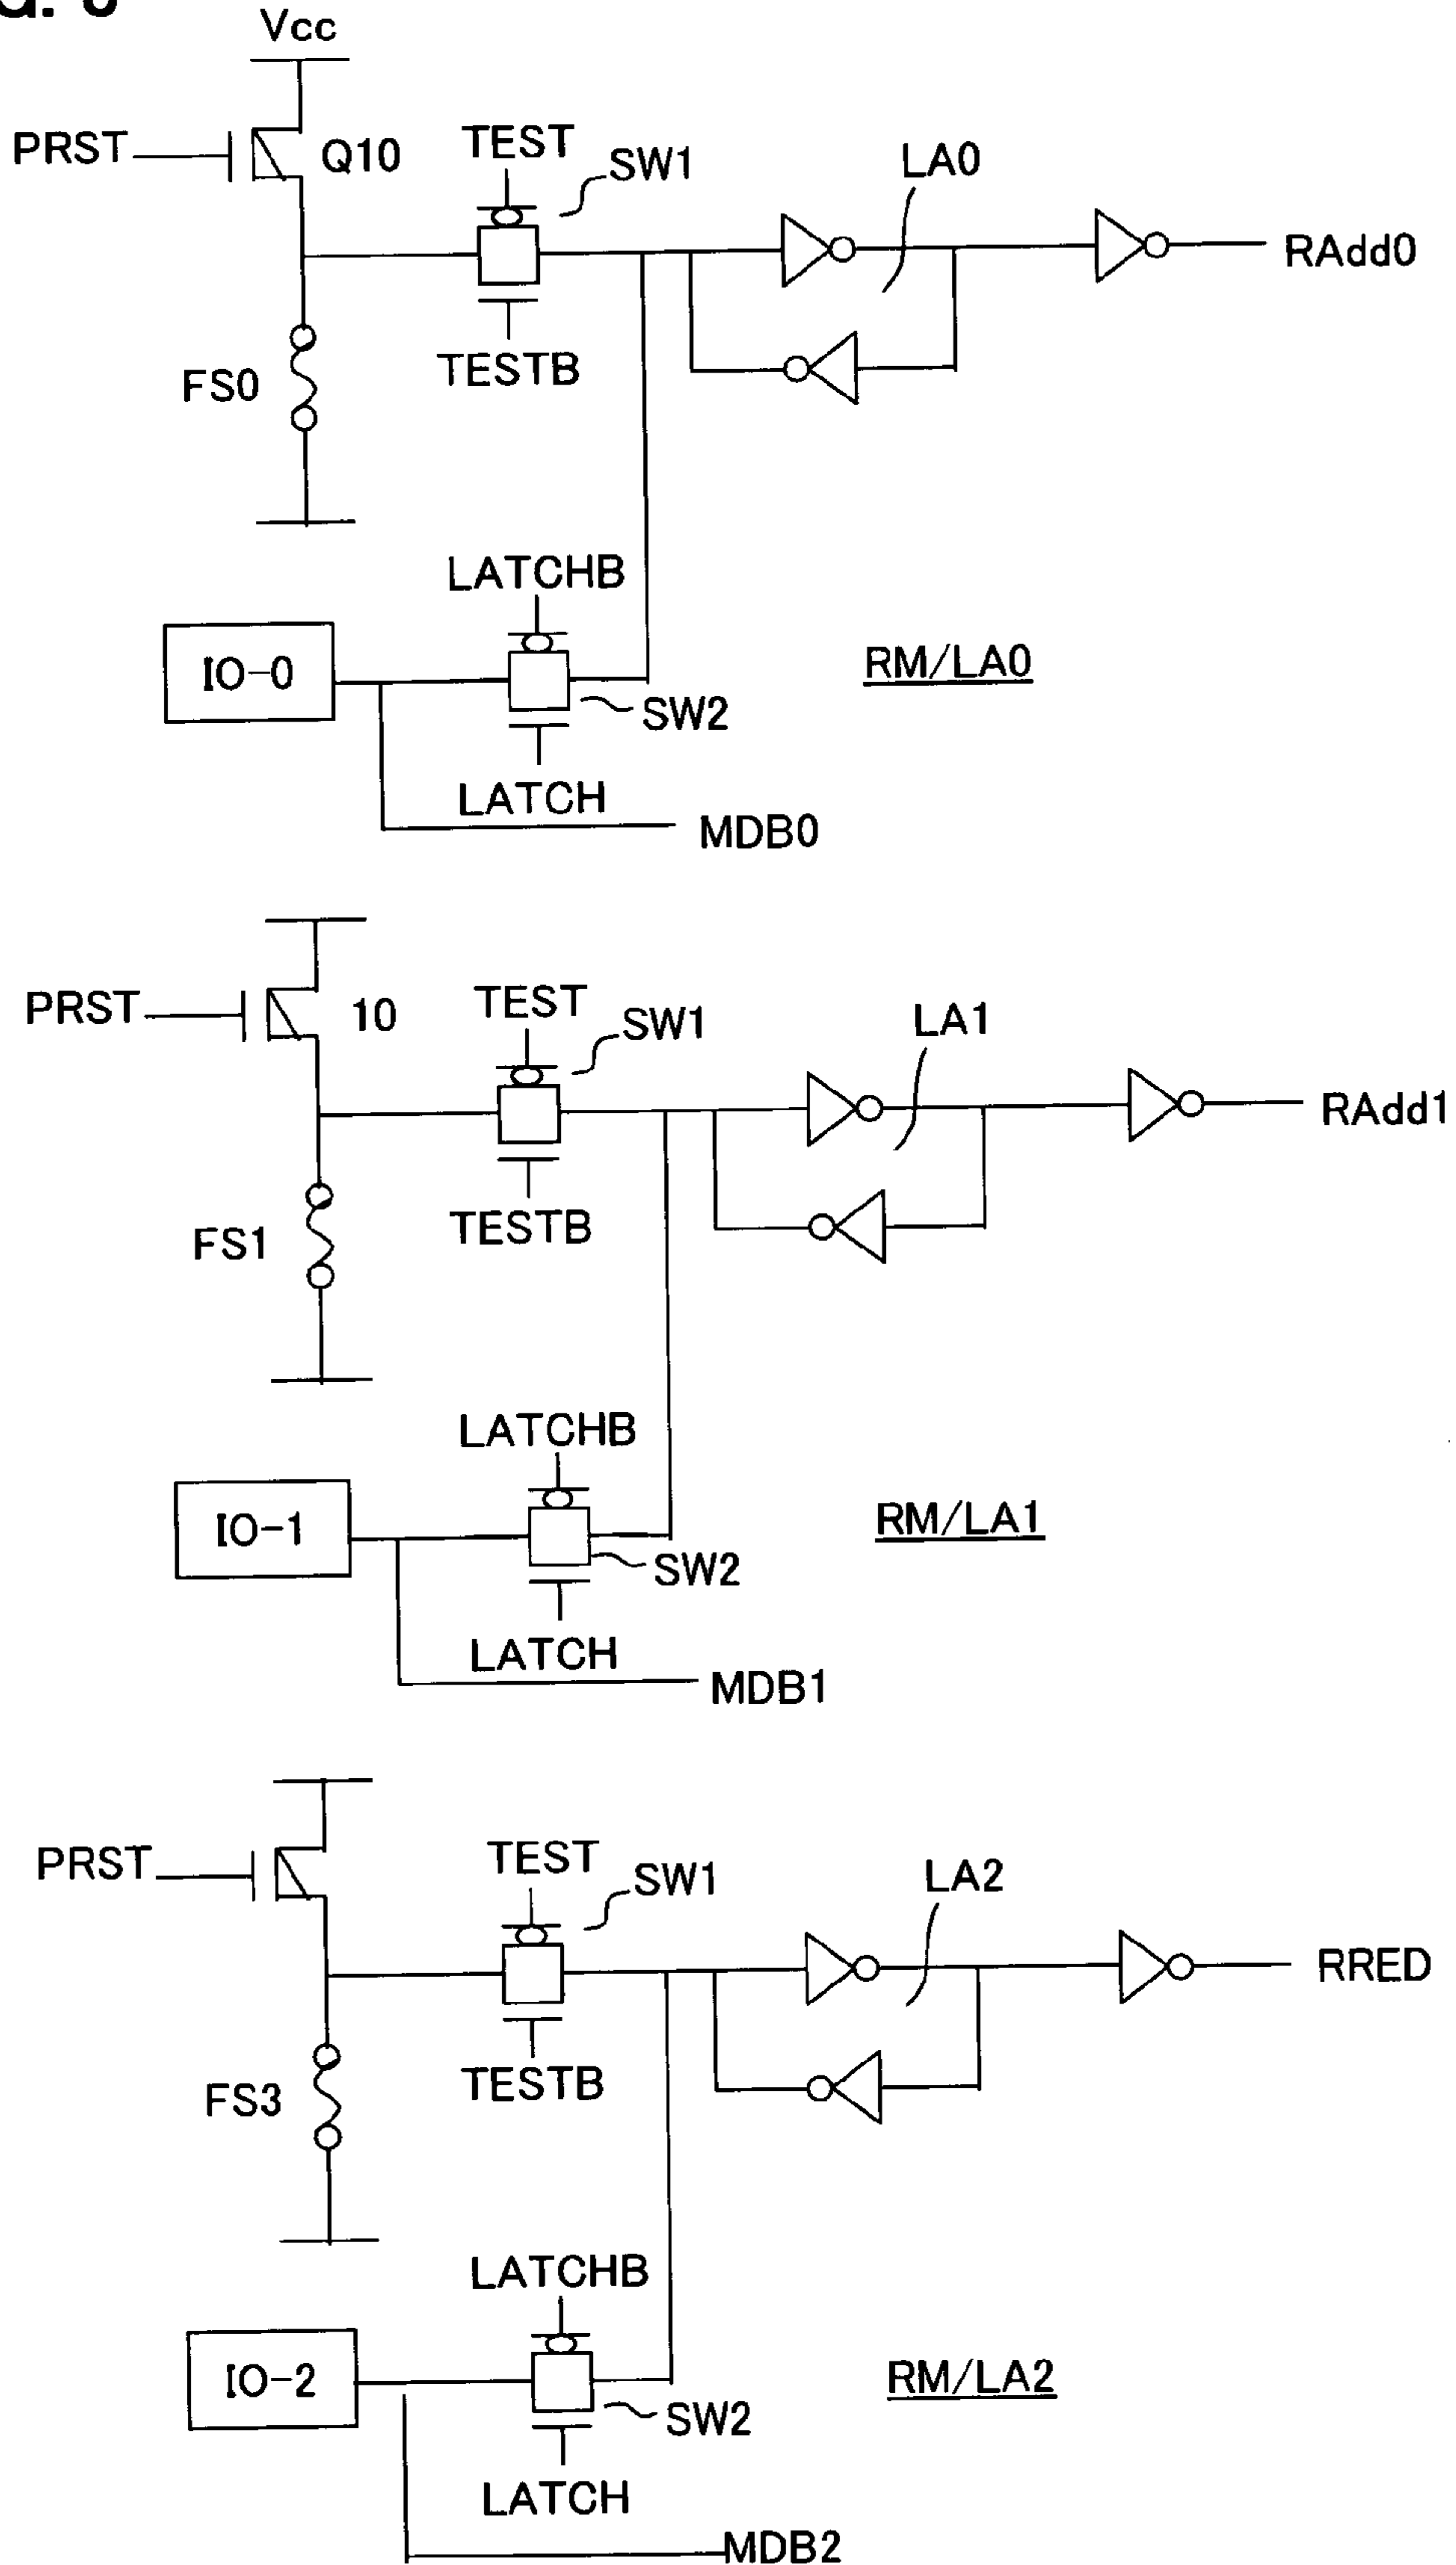 Vcc
PRST
Q10
TEST
SW1
LA0
RAdd0
TESTB
FS0
LATCHB
IO-0
RM/LA0
SW2
LATCH
MDB0
PRST
10
TEST
SW1
LA1
RAdd1
TESTB
FS1
LATCHB
IO-1
RM/LA1
SW2
LATCH
MDB1
PRST
TEST
SW1
LA2
RRED
TESTB
FS3
LATCHB
IO-2
RM/LA2
SW2
LATCH
MDB2